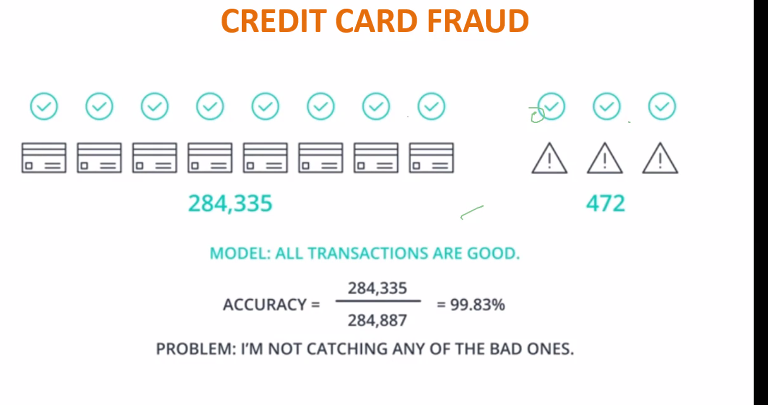 CREDIT CARD FRAUD
284,335
472
MODEL: ALL TRANSACTIONS ARE GOOD.
284,335
ACCURACY = = 99.83%
284,887
PROBLEM: I'M NOT CATCHING ANY OF THE BAD ONES.